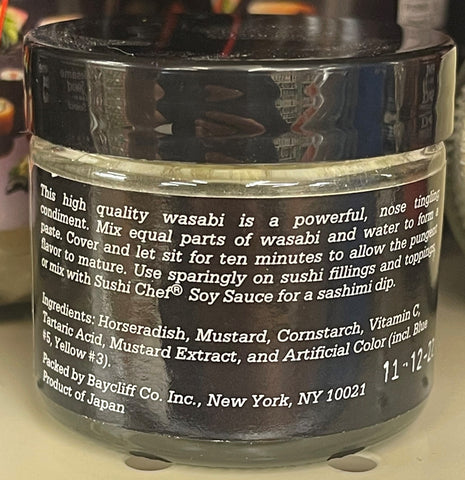 This high quality wasabi is a powerful, nose tingling
condiment. Mix equal parts of wasabi and water to form a
paste. Cover and let sit for ten minutes to allow the pungent
flavor to mature. Use sparingly on sushi fillings and toppings,
or mix with Sushi Chef® Soy Sauce for a sashimi dip.
Ingredients: Horseradish, Mustard, Cornstarch, Vitamin C,
Tartaric Acid, Mustard Extract, and Artificial Color (incl. Blue
#5, Yellow #3).
Packed by Baycliff Co. Inc., New York, NY 10021
Product of Japan
11-12-2